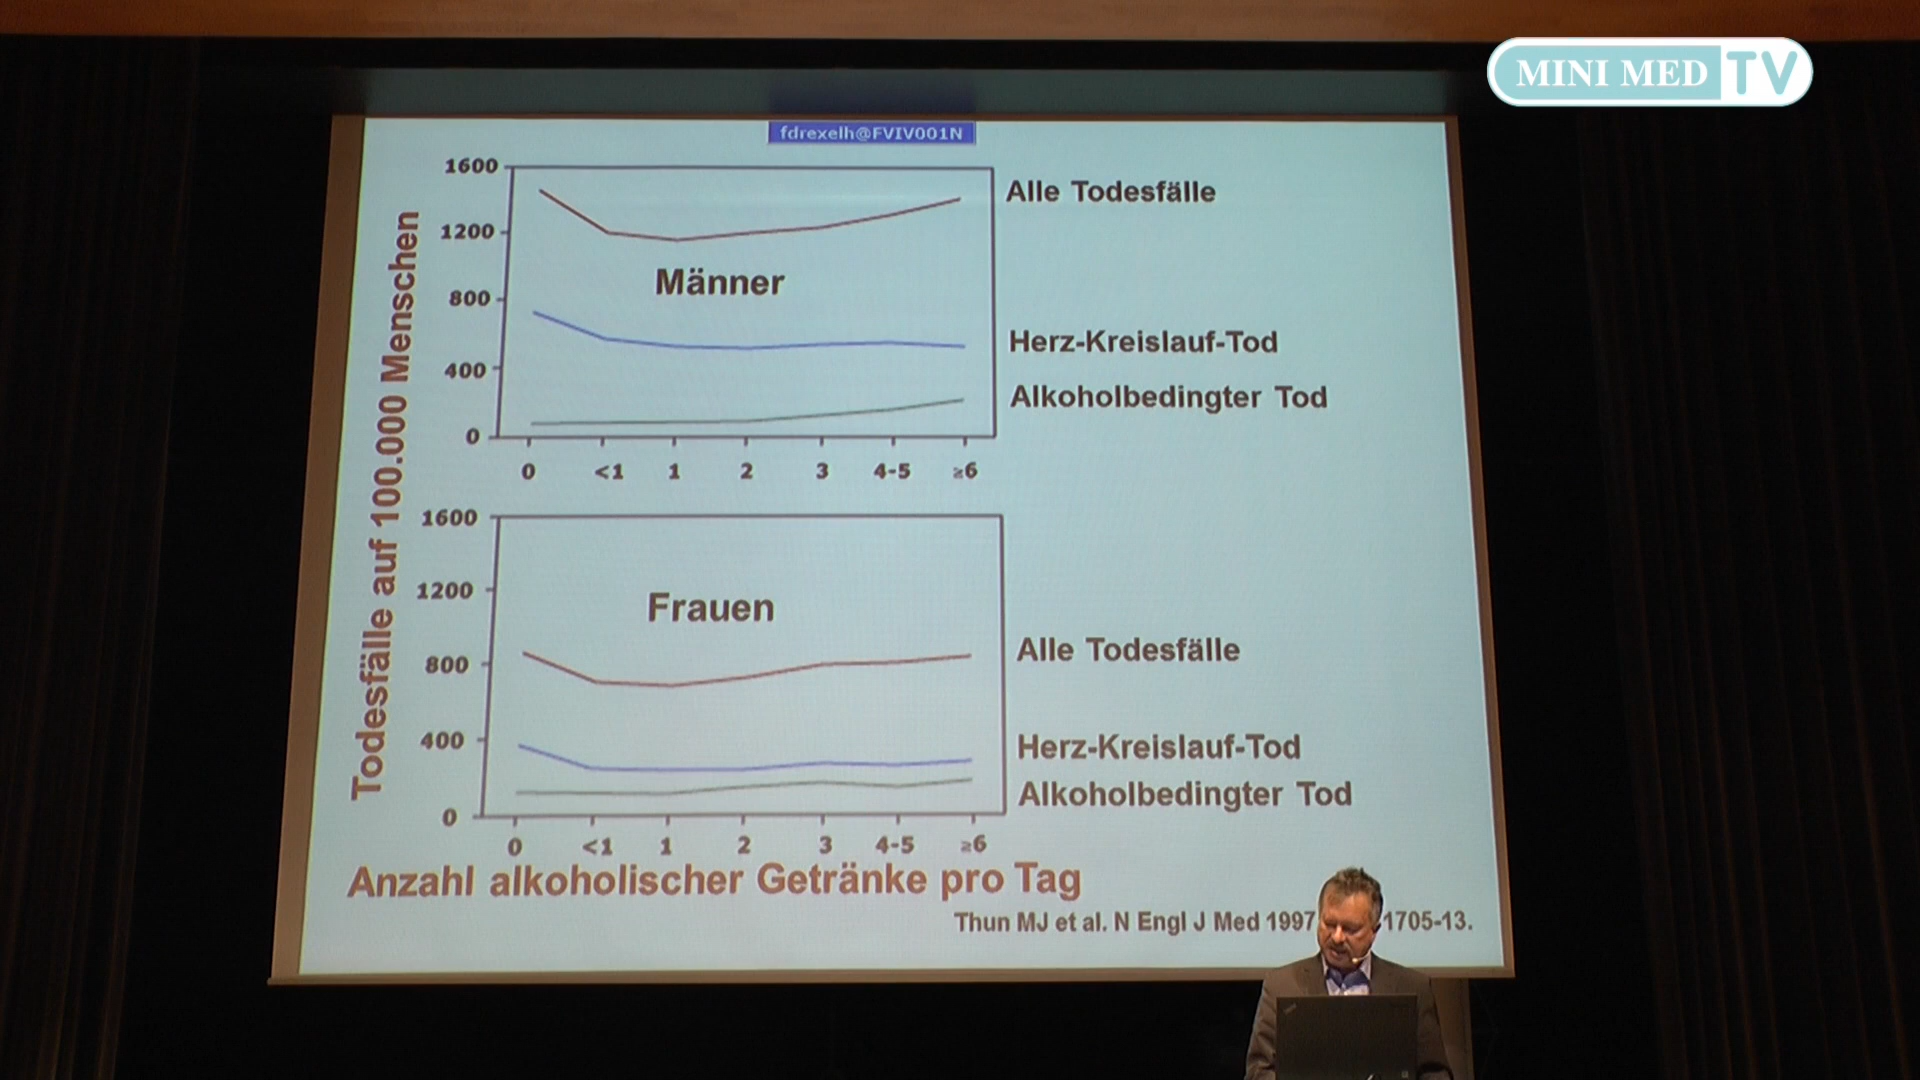 MINI MED TV
fdrexelh@FVIV001N
Todesfälle auf 100.000 Menschen
1600
1200
800
400
0
Männer
Alle Todesfälle
Herz-Kreislauf-Tod
Alkoholbedingter Tod
0 <1 1 2 3 4-5 ≥6
1600
1200
800
400
0
Frauen
Alle Todesfälle
Herz-Kreislauf-Tod
Alkoholbedingter Tod
0 <1 1 2 3 4-5 ≥6
Anzahl alkoholischer Getränke pro Tag
Thun MJ et al. N Engl J Med 1997 1705-13.